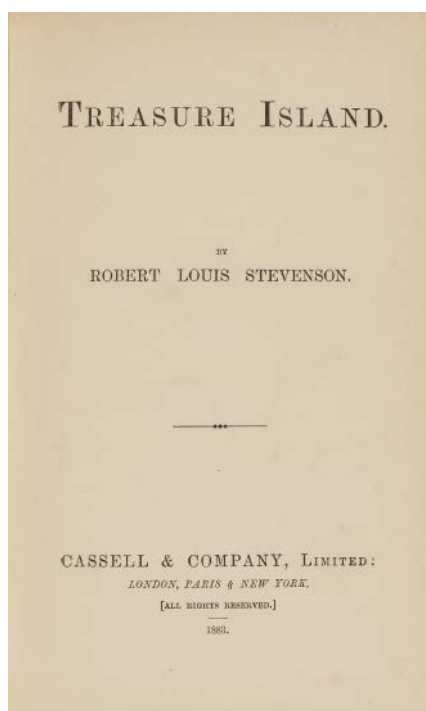 TREASURE ISLAND.
BY
ROBERT LOUIS STEVENSON.
CASSELL & COMPANY, LIMITED:
LONDON, PARIS & NEW YORK.
[ALL RIGHTS RESERVED.]
1883.